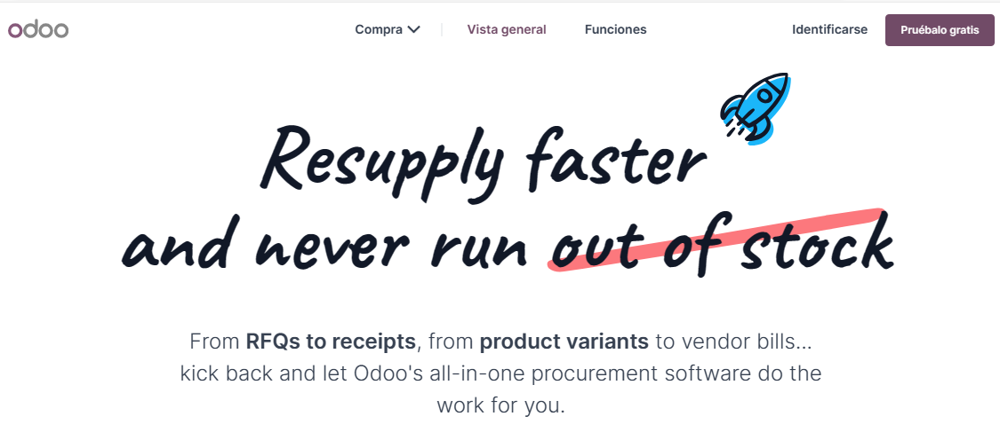 odoo
Compra
Vista general
Funciones
Identificarse
Pruébalo gratis
Resupply faster
and never run out of stock
From RFQs to receipts, from product variants to vendor bills...
kick back and let Odoo's all-in-one procurement software do the
work for you.